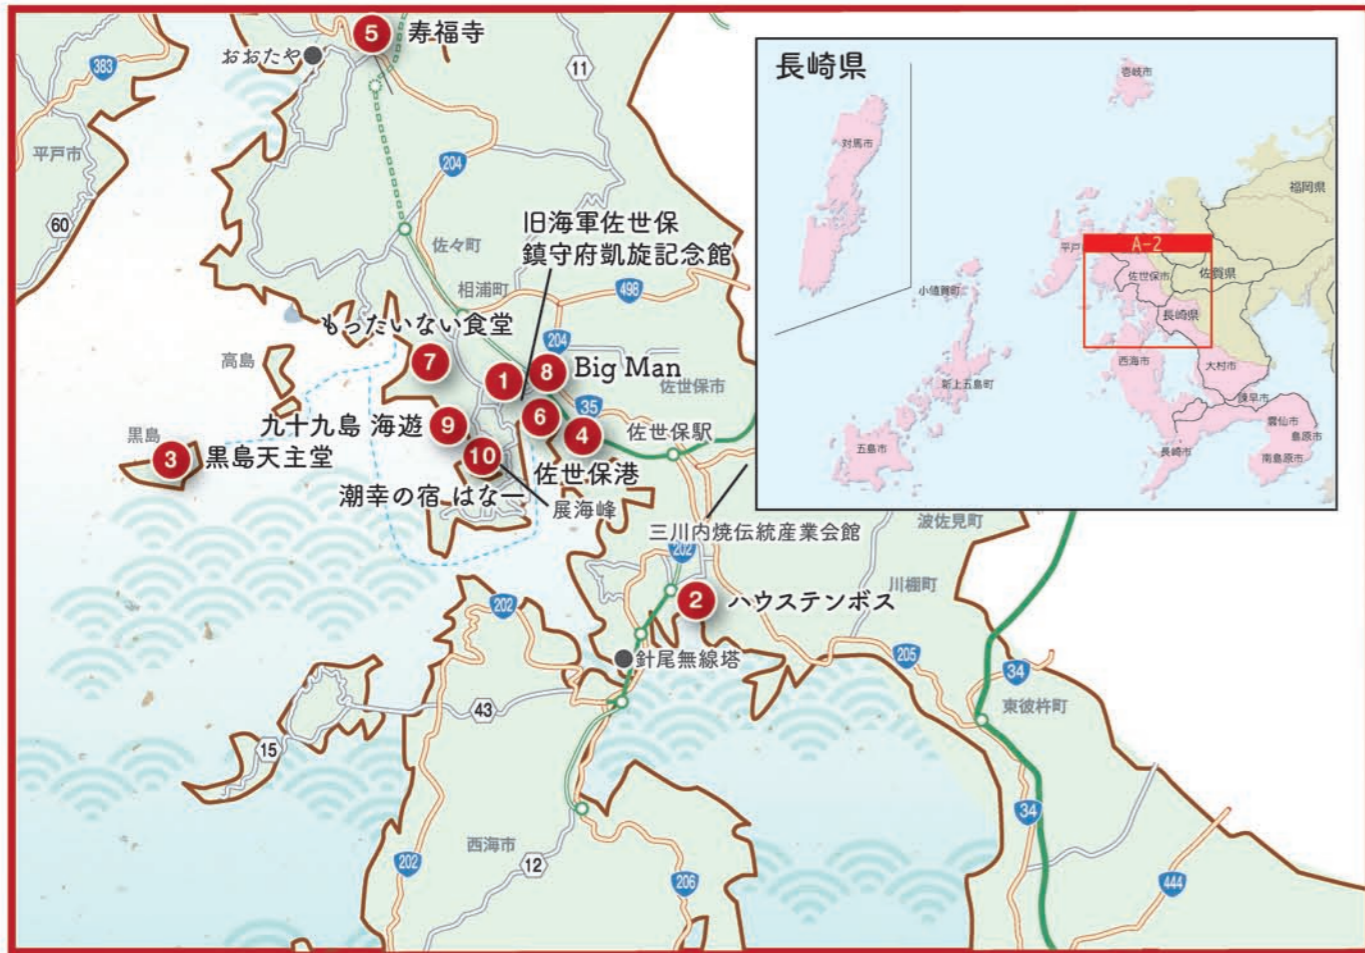 5
寿福寺
おおたや
11
383
平戸市
60
204
佐々町
旧海軍佐世保
鎮守府凱旋記念館
相浦町
498
もったいない食堂
高島
7
1
204
8
Big Man
佐世保市
35
黒島
3
黒島天主堂
九十九島 海遊
9
6
4
佐世保駅
10
佐世保港
潮幸の宿 はな一
展海峰
三川内焼伝統産業会館
波佐見町
202
川棚町
2
ハウステンボス
202
針尾無線塔
205
34
東彼杵町
43
15
34
西海市
12
202
206
444
長崎県
壱岐市
対馬市
福岡県
平戸
A-2
佐世保市
佐賀県
小値賀町
長崎県
西海市
大村市
新上五島町
諫早市
雲仙市
島原市
五島市
長崎市
南島原市